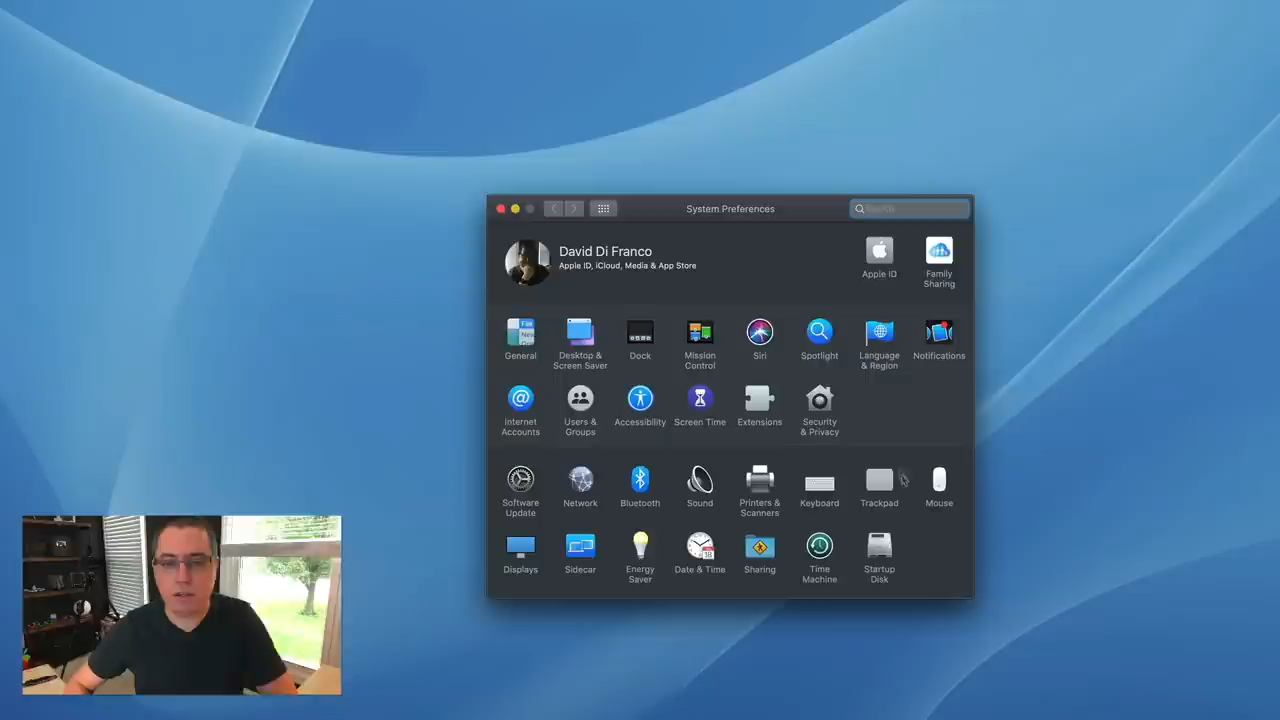 System Preferences
Search
David Di Franco
Apple ID, iCloud, Media & App Store
Apple ID
Family
Sharing
General
Desktop &
Screen Saver
Dock
Mission
Control
Siri
Spotlight
Language
& Region
Notifications
Internet
Accounts
Users &
Groups
Accessibility
Screen Time
Extensions
Security
& Privacy
Software
Update
Network
Bluetooth
Sound
Printers &
Scanners
Keyboard
Trackpad
Mouse
Displays
Sidecar
Energy
Saver
Date & Time
Sharing
Time
Machine
Startup
Disk